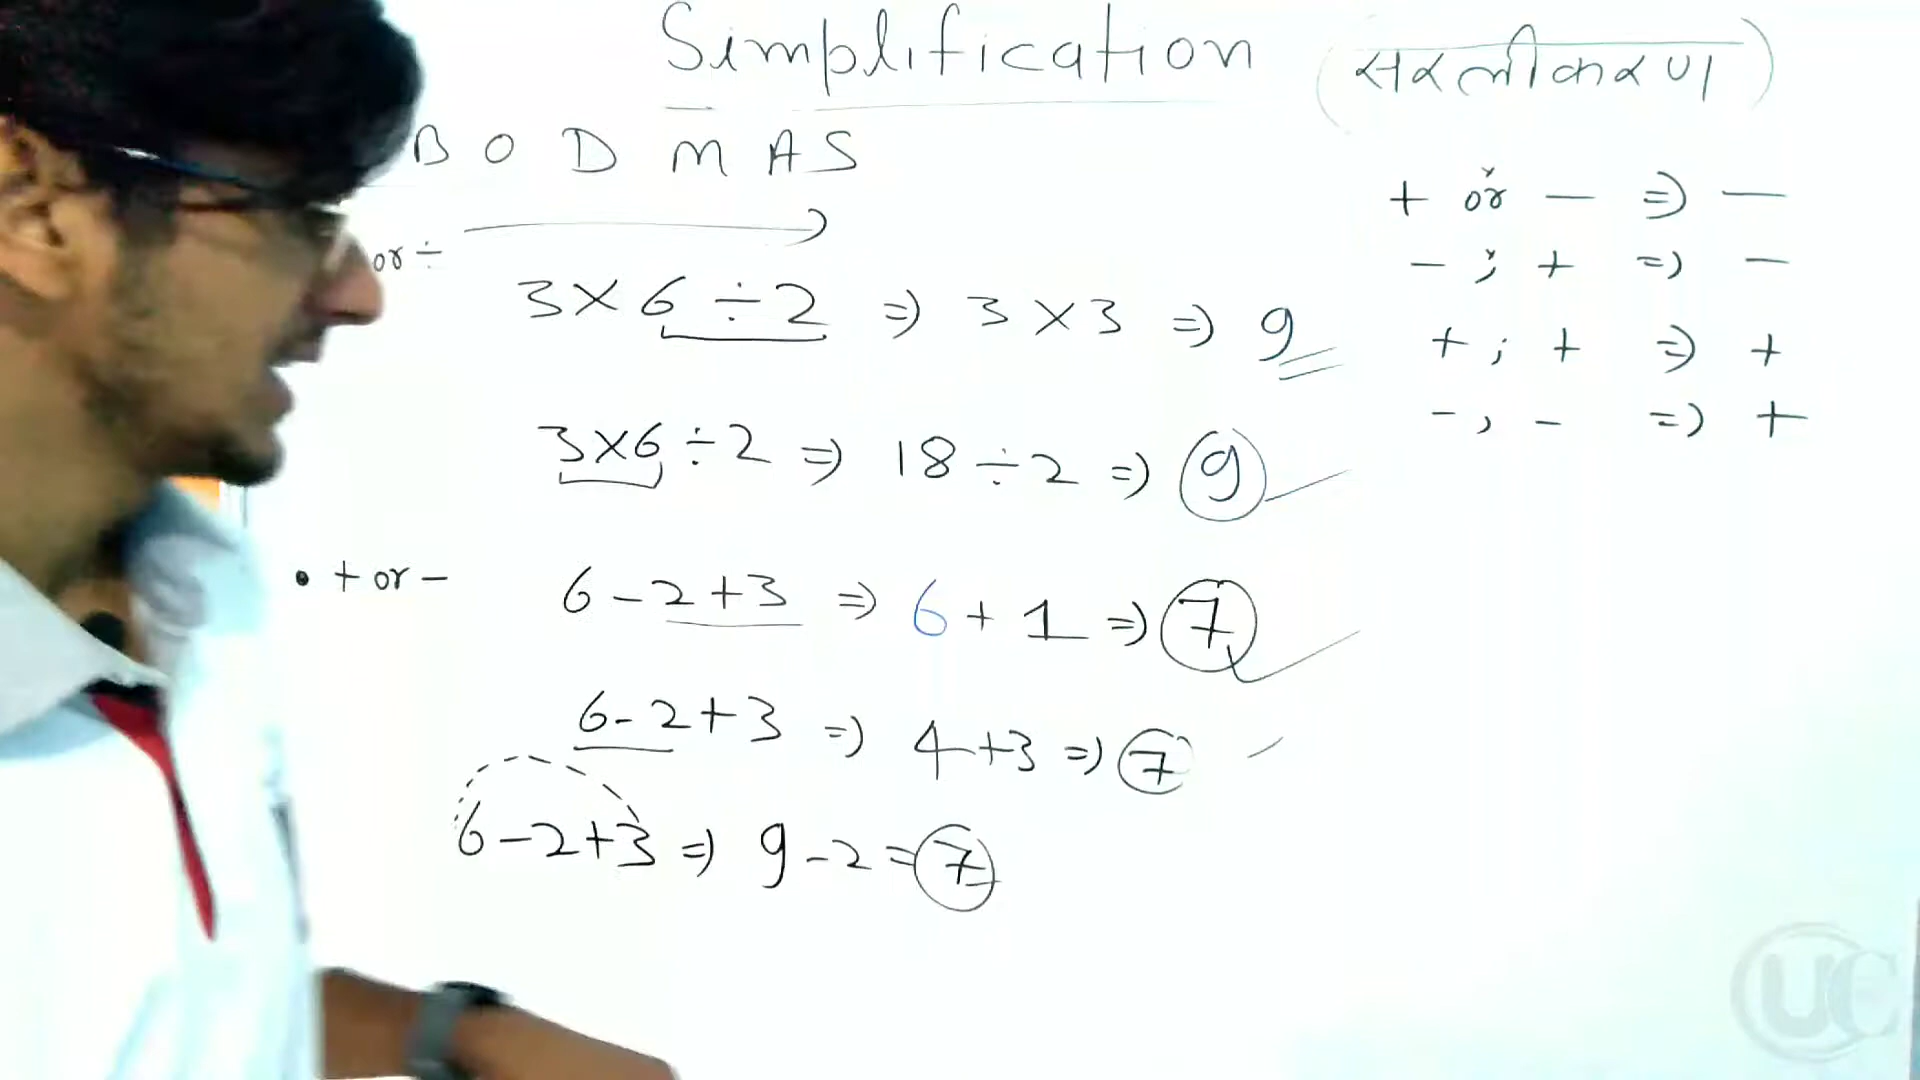 Simplification (सरलीकरण)
B O D M A S
+ or - => -
- ; + => -
+ ; + => +
- , - => +
or ÷
3×6÷2 => 3×3 => 9
3×6÷2 => 18÷2 => 9
• + or -
6-2+3 => 6+1 => 7
6-2+3 => 4+3 => 7
6-2+3 => 9-2 = 7
UC